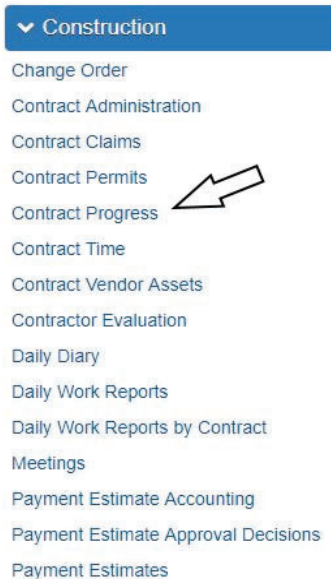 Construction
Change Order
Contract Administration
Contract Claims
Contract Permits
Contract Progress
Contract Time
Contract Vendor Assets
Contractor Evaluation
Daily Diary
Daily Work Reports
Daily Work Reports by Contract
Meetings
Payment Estimate Accounting
Payment Estimate Approval Decisions
Payment Estimates